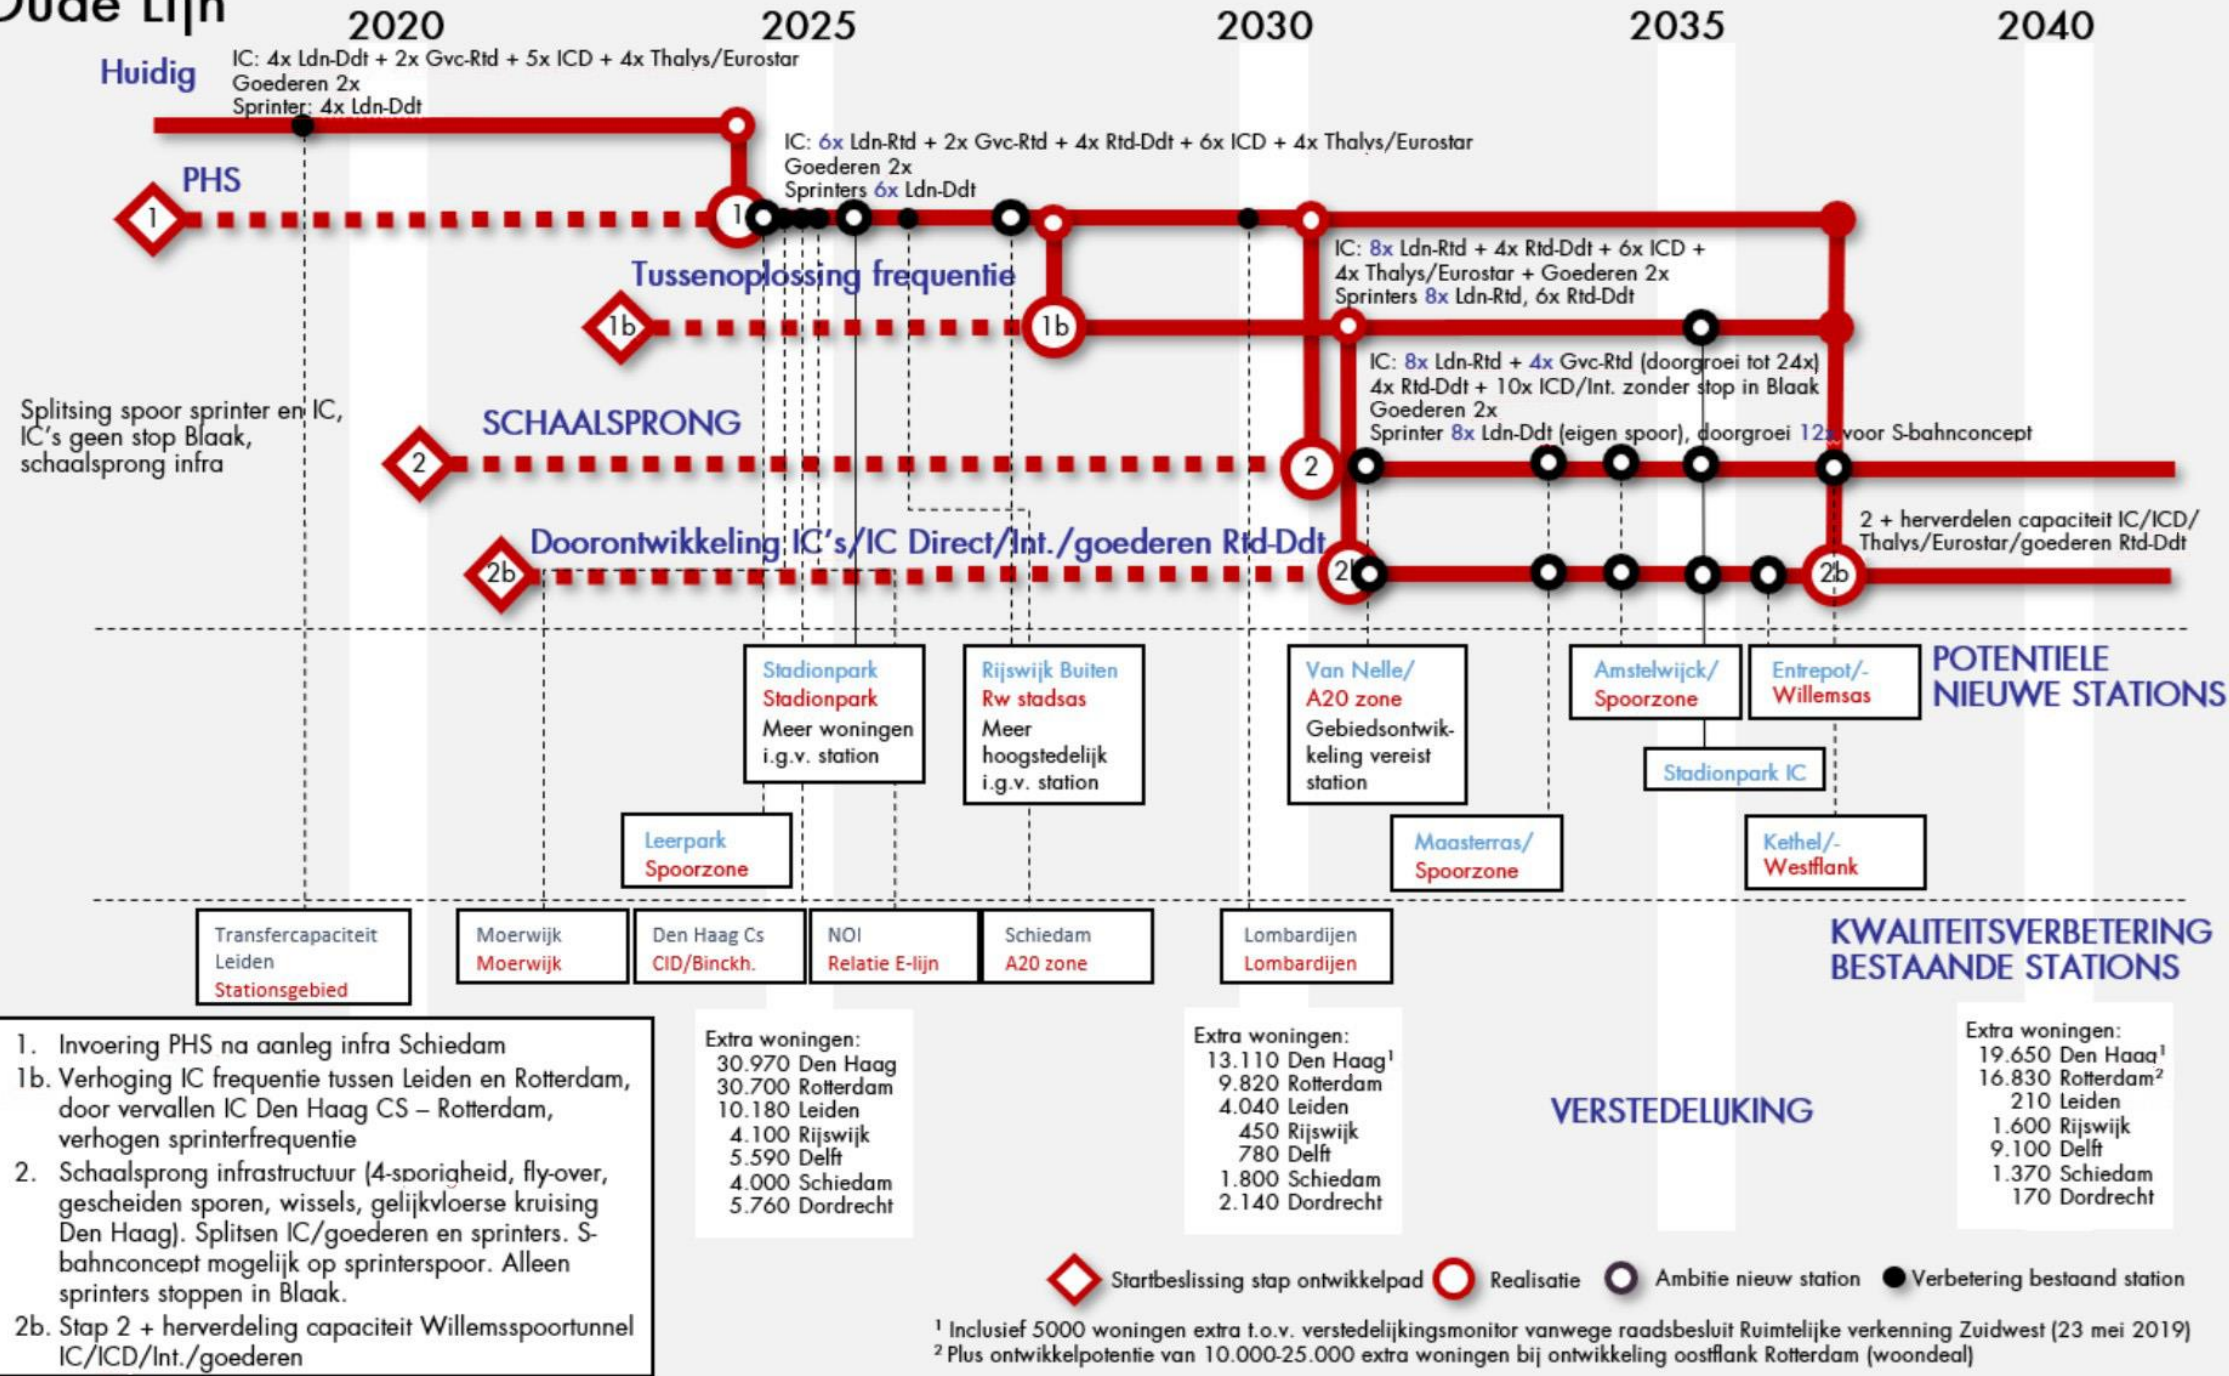 Oude Lijn
2020
2025
2030
2035
2040
Huidig
IC: 4x Ldn-Ddt + 2x Gvc-Rtd + 5x ICD + 4x Thalys/Eurostar
Goederen 2x
Sprinter: 4x Ldn-Ddt
IC: 6x Ldn-Rtd + 2x Gvc-Rtd + 4x Rtd-Ddt + 6x ICD + 4x Thalys/Eurostar
Goederen 2x
Sprinters 6x Ldn-Ddt
PHS
1
1
IC: 8x Ldn-Rtd + 4x Rtd-Ddt + 6x ICD +
4x Thalys/Eurostar + Goederen 2x
Sprinters 8x Ldn-Rtd, 6x Rtd-Ddt
Tussenoplossing frequentie
1b
1b
IC: 8x Ldn-Rtd + 4x Gvc-Rtd (doorgroei tot 24x)
4x Rtd-Ddt + 10x ICD/Int. zonder stop in Blaak
Goederen 2x
Sprinter 8x Ldn-Ddt (eigen spoor), doorgroei 12x voor S-bahnconcept
Splitsing spoor sprinter en IC,
IC's geen stop Blaak,
schaalsprong infra
SCHAALSPRONG
2
2
Doorontwikkeling IC's/IC Direct/Int./goederen Rtd-Ddt
2 + herverdelen capaciteit IC/ICD/
Thalys/Eurostar/goederen Rtd-Ddt
2b
2b
2b
Stadionpark
Stadionpark
Meer woningen
i.g.v. station
Rijswijk Buiten
Rw stadsas
Meer
hoogstedelijk
i.g.v. station
Van Nelle/
A20 zone
Gebiedsontwik-
keling vereist
station
Amstelwijck/
Spoorzone
Entrepot/-
Willemsas
POTENTIELE
NIEUWE STATIONS
Stadionpark IC
Leerpark
Spoorzone
Maasterras/
Spoorzone
Kethel/-
Westflank
Transfercapaciteit
Leiden
Stationsgebied
Moerwijk
Moerwijk
Den Haag Cs
CID/Binckh.
NOI
Relatie E-lijn
Schiedam
A20 zone
Lombardijen
Lombardijen
KWALITEITSVERBETERING
BESTAANDE STATIONS
1. Invoering PHS na aanleg infra Schiedam
1b. Verhoging IC frequentie tussen Leiden en Rotterdam,
door vervallen IC Den Haag CS – Rotterdam,
verhogen sprinterfrequentie
2. Schaalsprong infrastructuur (4-sporigheid, fly-over,
gescheiden sporen, wissels, gelijkvloerse kruising
Den Haag). Splitsen IC/goederen en sprinters. S-
bahnconcept mogelijk op sprinterspoor. Alleen
sprinters stoppen in Blaak.
2b. Stap 2 + herverdeling capaciteit Willemsspoortunnel
IC/ICD/Int./goederen
Extra woningen:
30.970 Den Haag
30.700 Rotterdam
10.180 Leiden
4.100 Rijswijk
5.590 Delft
4.000 Schiedam
5.760 Dordrecht
Extra woningen:
13.110 Den Haag¹
9.820 Rotterdam
4.040 Leiden
450 Rijswijk
780 Delft
1.800 Schiedam
2.140 Dordrecht
VERSTEDELIJKING
Extra woningen:
19.650 Den Haag¹
16.830 Rotterdam²
210 Leiden
1.600 Rijswijk
9.100 Delft
1.370 Schiedam
170 Dordrecht
Startbeslissing stap ontwikkelpad
Realisatie
Ambitie nieuw station
Verbetering bestaand station
¹ Inclusief 5000 woningen extra t.o.v. verstedelijkingsmonitor vanwege raadsbesluit Ruimtelijke verkenning Zuidwest (23 mei 2019)
² Plus ontwikkelpotentie van 10.000-25.000 extra woningen bij ontwikkeling oostflank Rotterdam (woondeal)